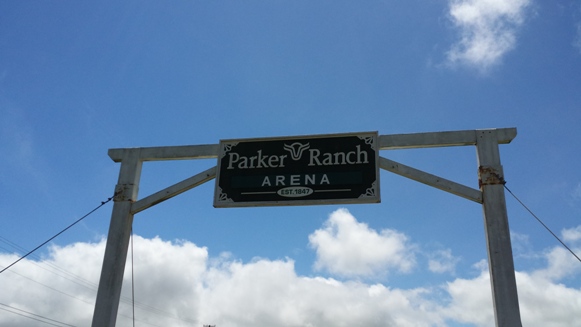 Parker Ranch
ARENA
EST. 1847